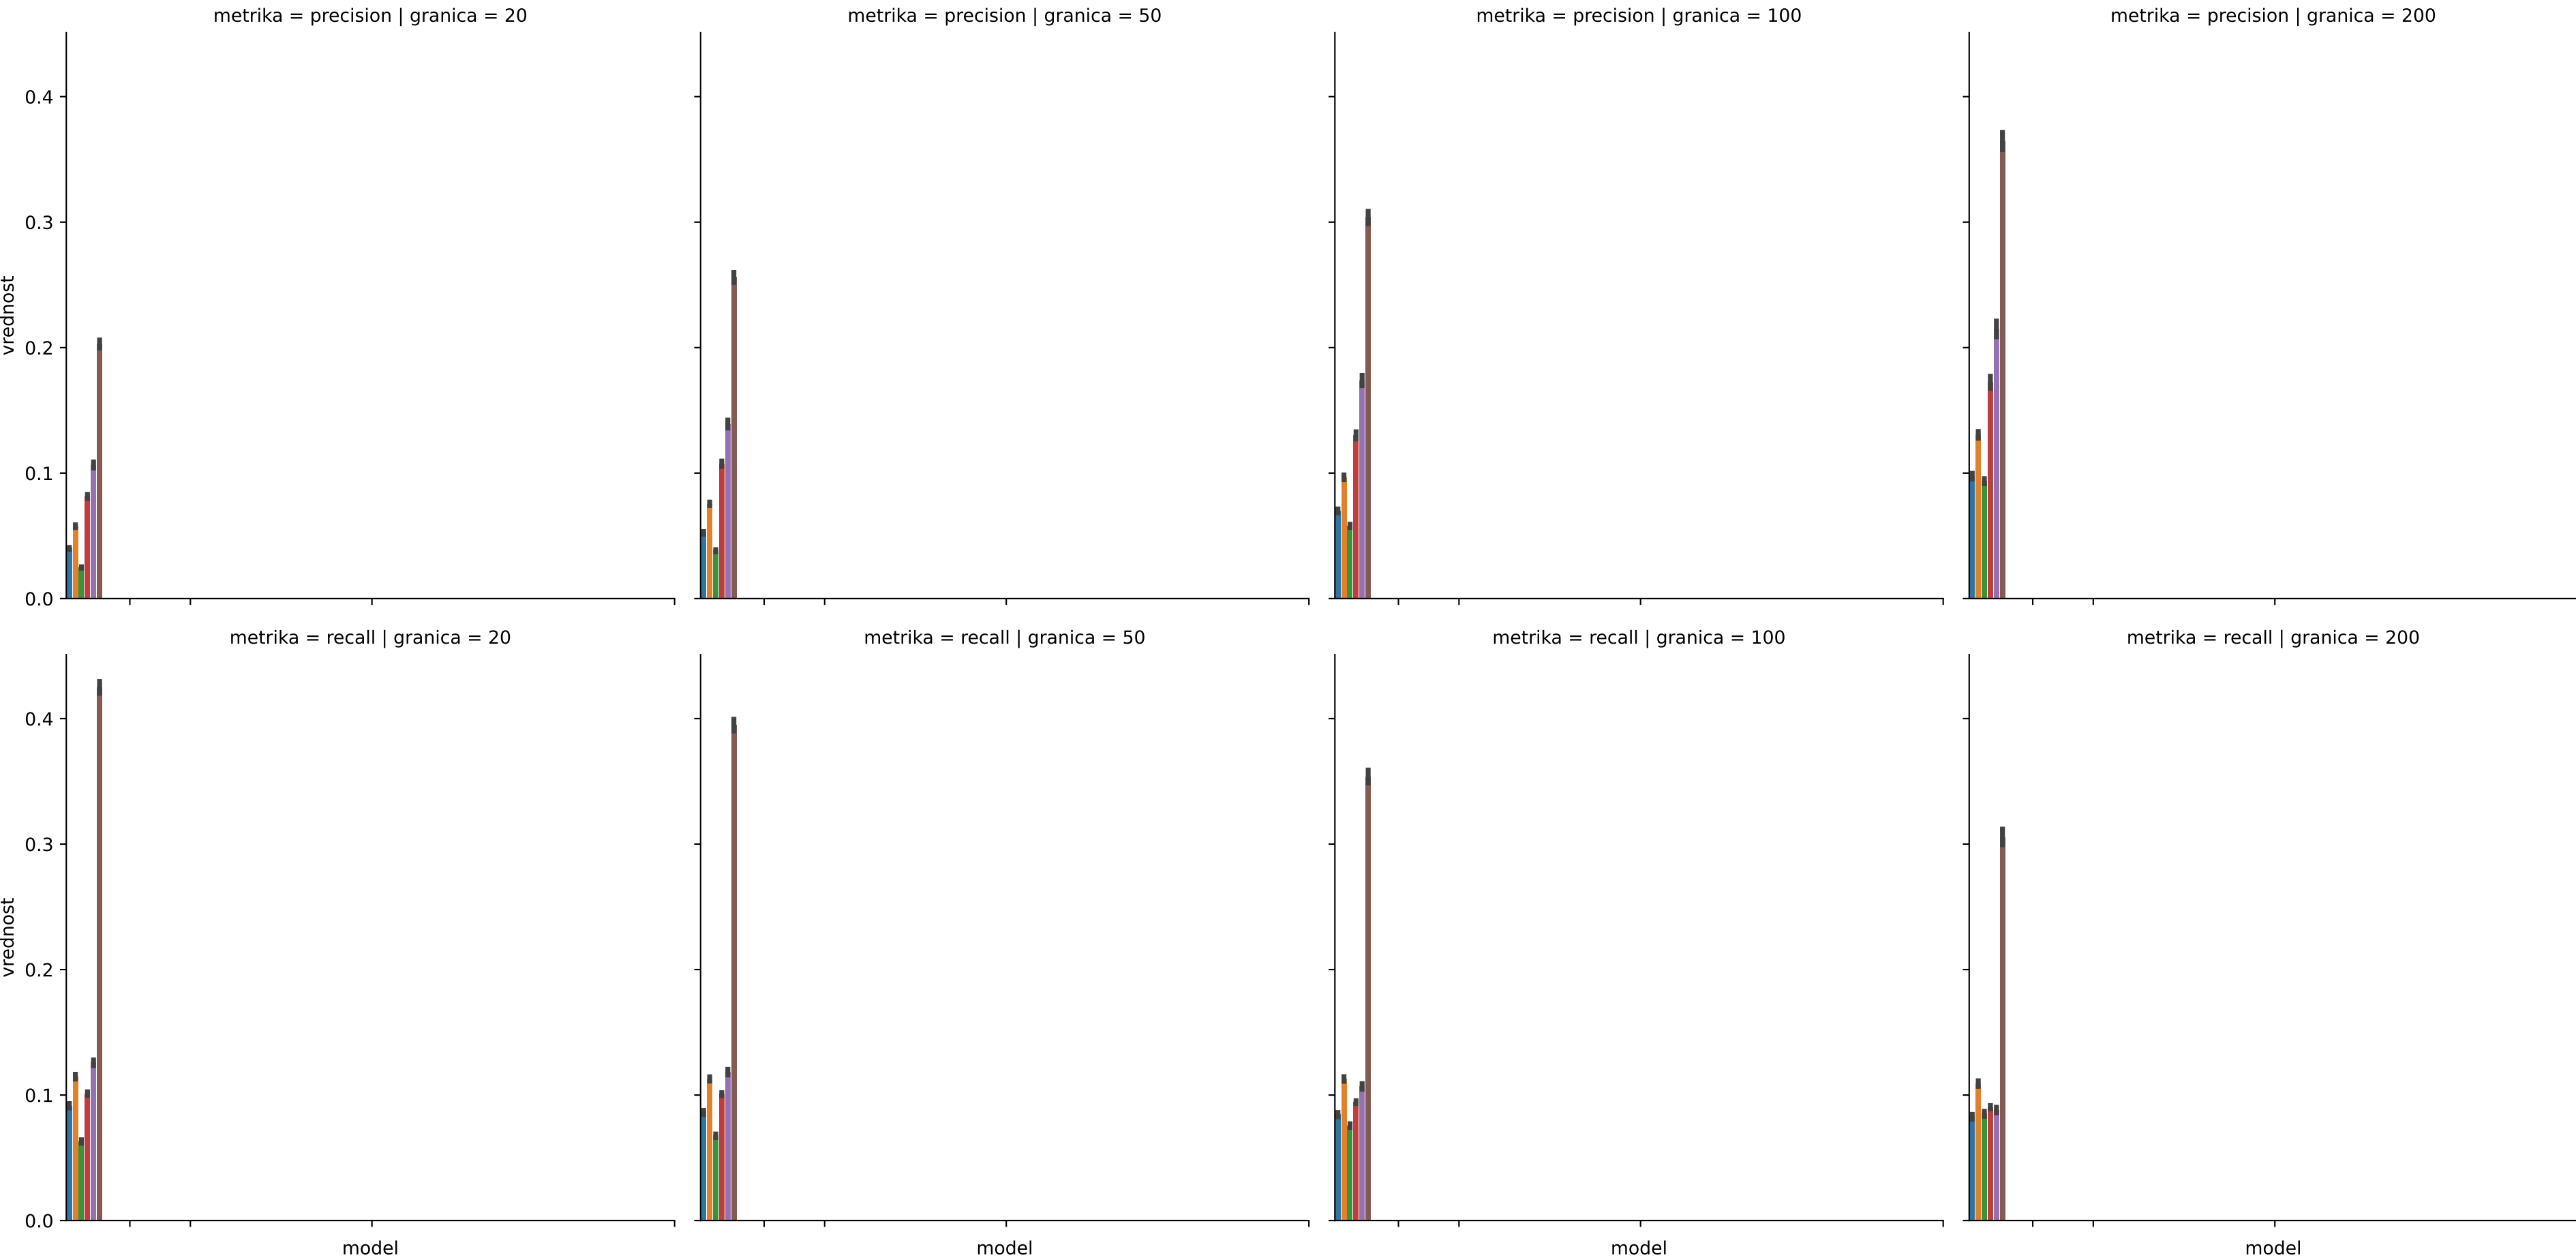 metrika = precision | granica = 20
metrika = precision | granica = 50
metrika = precision | granica = 100
metrika = precision | granica = 200
vrednost
0.4
0.3
0.2
0.1
0.0
metrika = recall | granica = 20
metrika = recall | granica = 50
metrika = recall | granica = 100
metrika = recall | granica = 200
vrednost
0.4
0.3
0.2
0.1
0.0
model
model
model
model